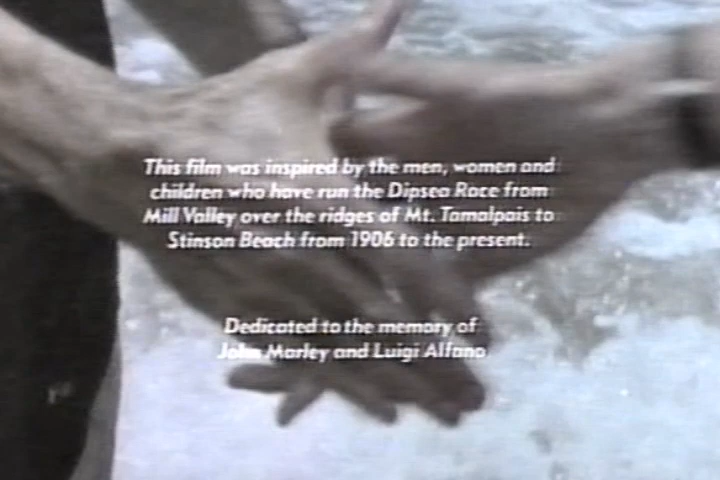 This film was inspired by the men, women and
children who have run the Dipsea Race from
Mill Valley over the ridges of Mt. Tamalpais to
Stinson Beach from 1906 to the present.
Dedicated to the memory of
John Marley and Luigi Alfano